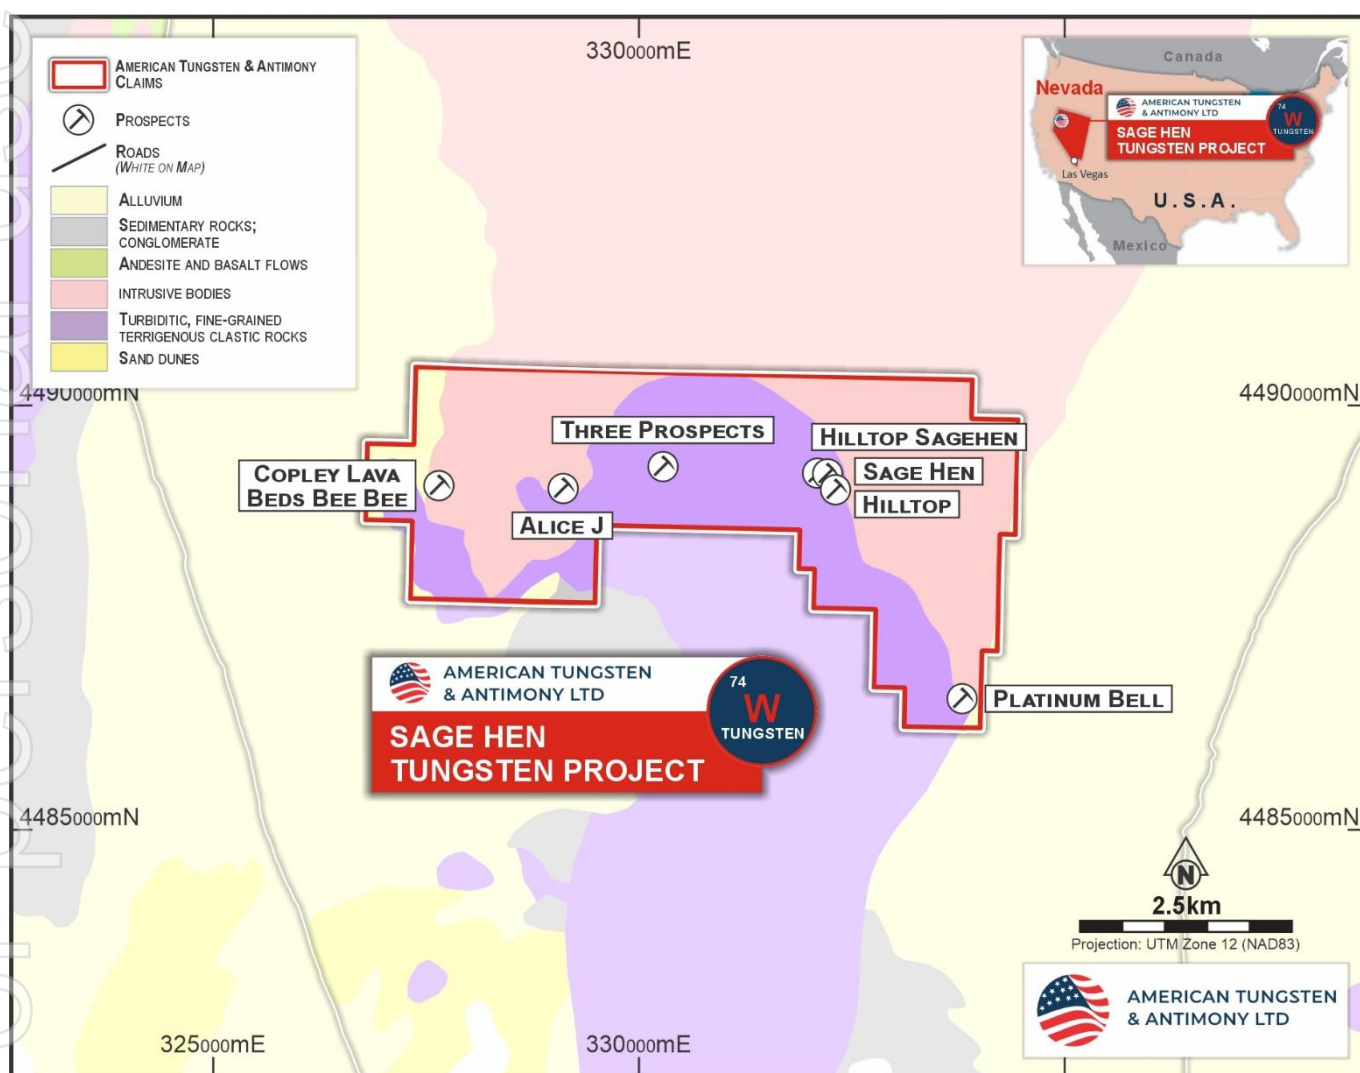 330000mE
AMERICAN TUNGSTEN & ANTIMONY
CLAIMS
PROSPECTS
ROADS
(WHITE ON MAP)
ALLUVIUM
SEDIMENTARY ROCKS;
CONGLOMERATE
ANDESITE AND BASALT FLOWS
INTRUSIVE BODIES
TURBIDITIC, FINE-GRAINED
TERRIGENOUS CLASTIC ROCKS
SAND DUNES
Canada
Nevada
AMERICAN TUNGSTEN
& ANTIMONY LTD
74
W
TUNGSTEN
SAGE HEN
TUNGSTEN PROJECT
Las Vegas
U.S.A.
Mexico
4490000mN
4490000mN
THREE PROSPECTS
HILLTOP SAGEHEN
COPLEY LAVA
BEDS BEE BEE
SAGE HEN
HILLTOP
ALICE J
AMERICAN TUNGSTEN
& ANTIMONY LTD
74
W
TUNGSTEN
SAGE HEN
TUNGSTEN PROJECT
PLATINUM BELL
4485000mN
4485000mN
N
2.5km
Projection: UTM Zone 12 (NAD83)
AMERICAN TUNGSTEN
& ANTIMONY LTD
325000mE
330000mE